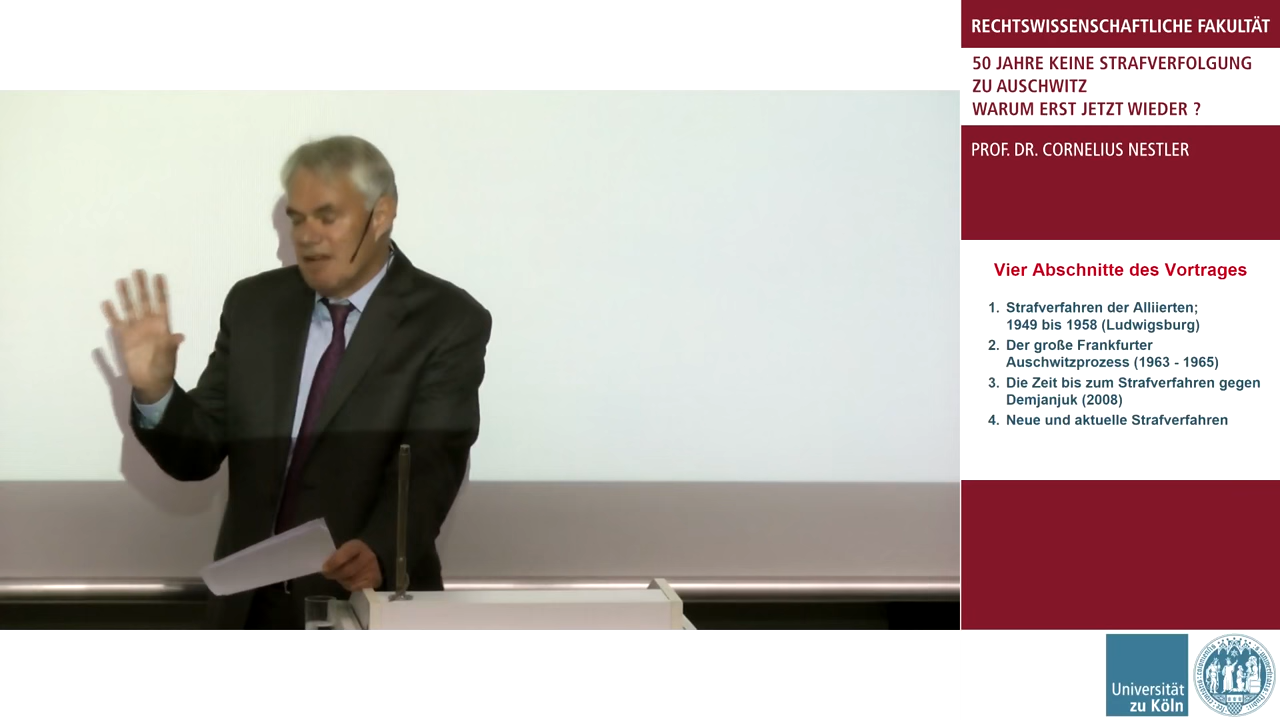 RECHTSWISSENSCHAFTLICHE FAKULTÄT
50 JAHRE KEINE STRAFVERFOLGUNG
ZU AUSCHWITZ
WARUM ERST JETZT WIEDER ?
PROF. DR. CORNELIUS NESTLER
Vier Abschnitte des Vortrages
1. Strafverfahren der Alliierten;
1949 bis 1958 (Ludwigsburg)
2. Der große Frankfurter
Auschwitzprozess (1963 - 1965)
3. Die Zeit bis zum Strafverfahren gegen
Demjanjuk (2008)
4. Neue und aktuelle Strafverfahren
Universität
zu Köln